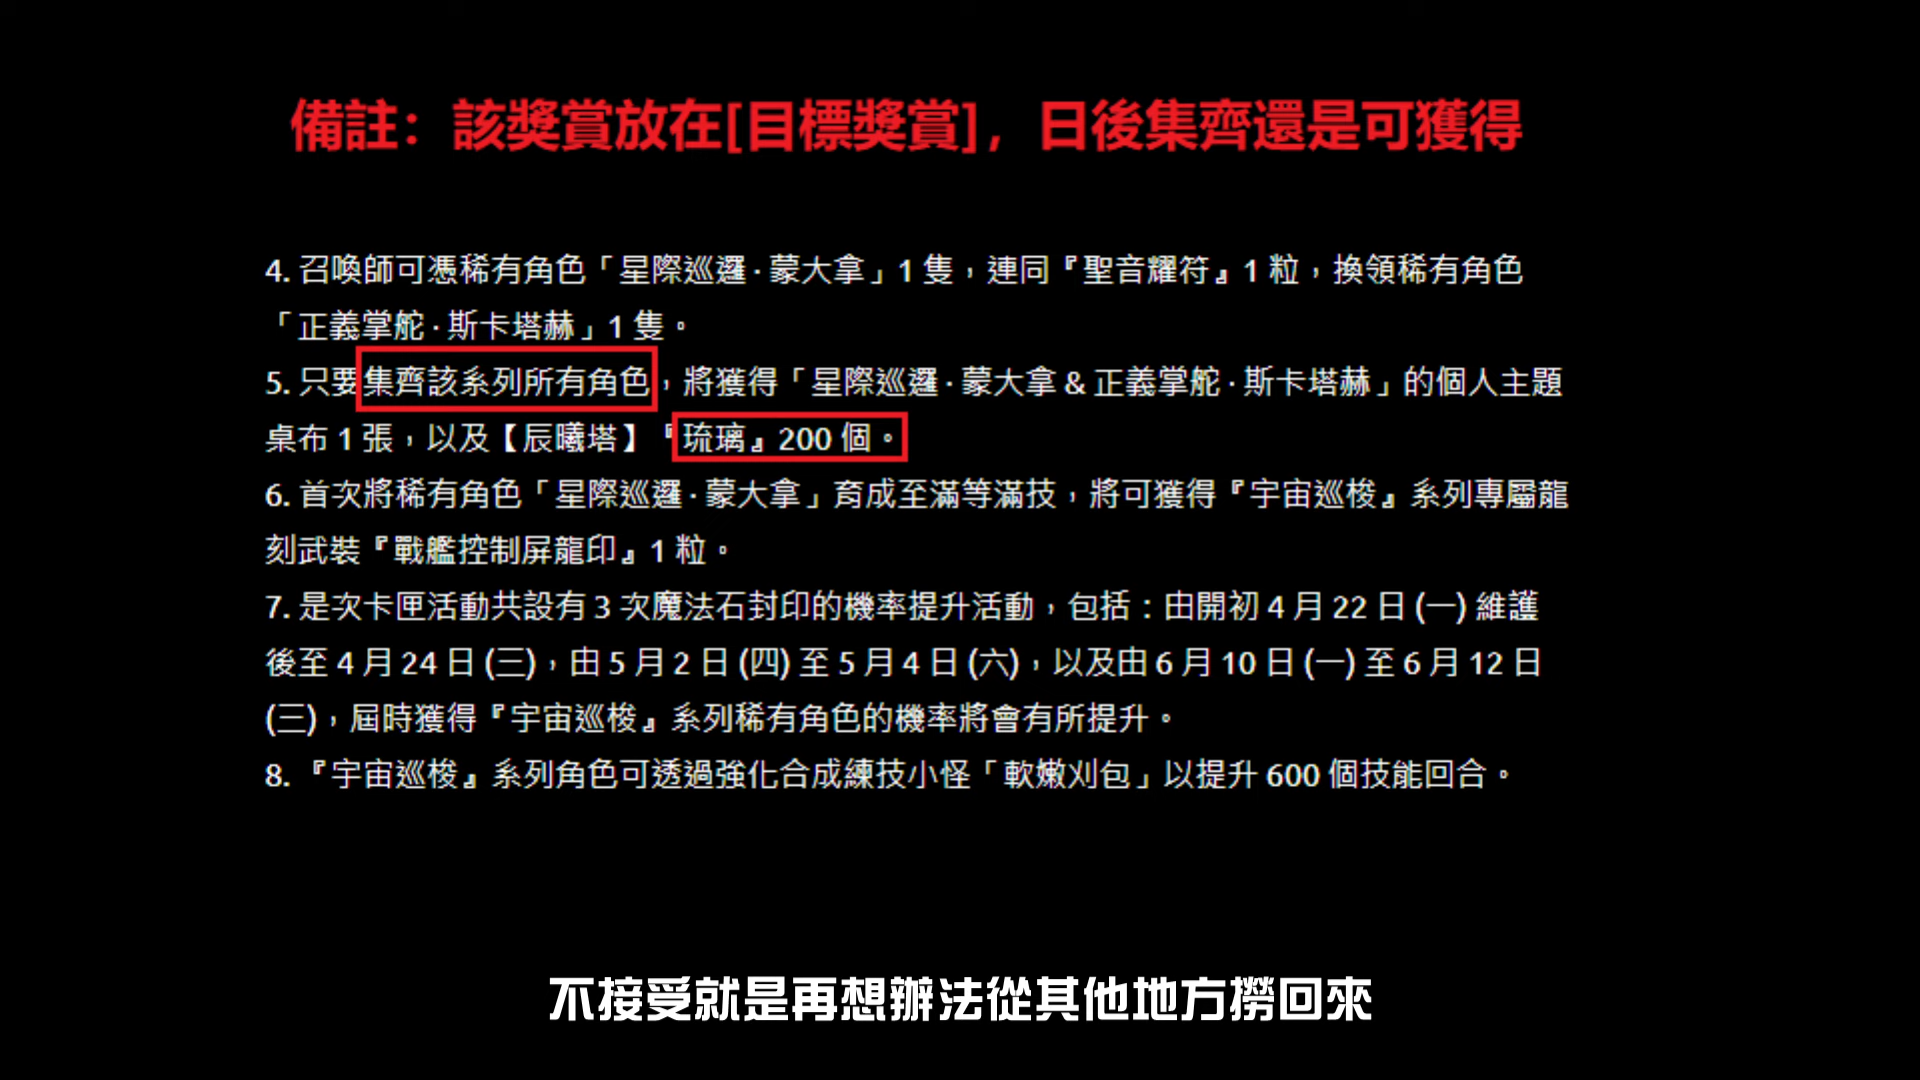 備註：該獎賞放在[目標獎賞]，日後集齊還是可獲得
4. 召喚師可憑稀有角色「星際巡邏 · 蒙大拿」1 隻，連同『聖音耀符』1 粒，換領稀有角色
「正義掌舵 · 斯卡塔赫」1 隻。
5. 只要集齊該系列所有角色，將獲得「星際巡邏 · 蒙大拿 & 正義掌舵 · 斯卡塔赫」的個人主題
桌布 1 張，以及【辰曦塔】『琉璃』200 個。
6. 首次將稀有角色「星際巡邏 · 蒙大拿」育成至滿等滿技，將可獲得『宇宙巡梭』系列專屬龍
刻武裝『戰艦控制屏龍印』1 粒。
7. 是次卡匣活動共設有 3 次魔法石封印的機率提升活動，包括：由開初 4 月 22 日 (一) 維護
後至 4 月 24 日 (三)，由 5 月 2 日 (四) 至 5 月 4 日 (六)，以及由 6 月 10 日 (一) 至 6 月 12 日
(三)，屆時獲得『宇宙巡梭』系列稀有角色的機率將會有所提升。
8. 『宇宙巡梭』系列角色可透過強化合成練技小怪「軟嫩刈包」以提升 600 個技能回合。
不接受就是再想辦法從其他地方撈回來